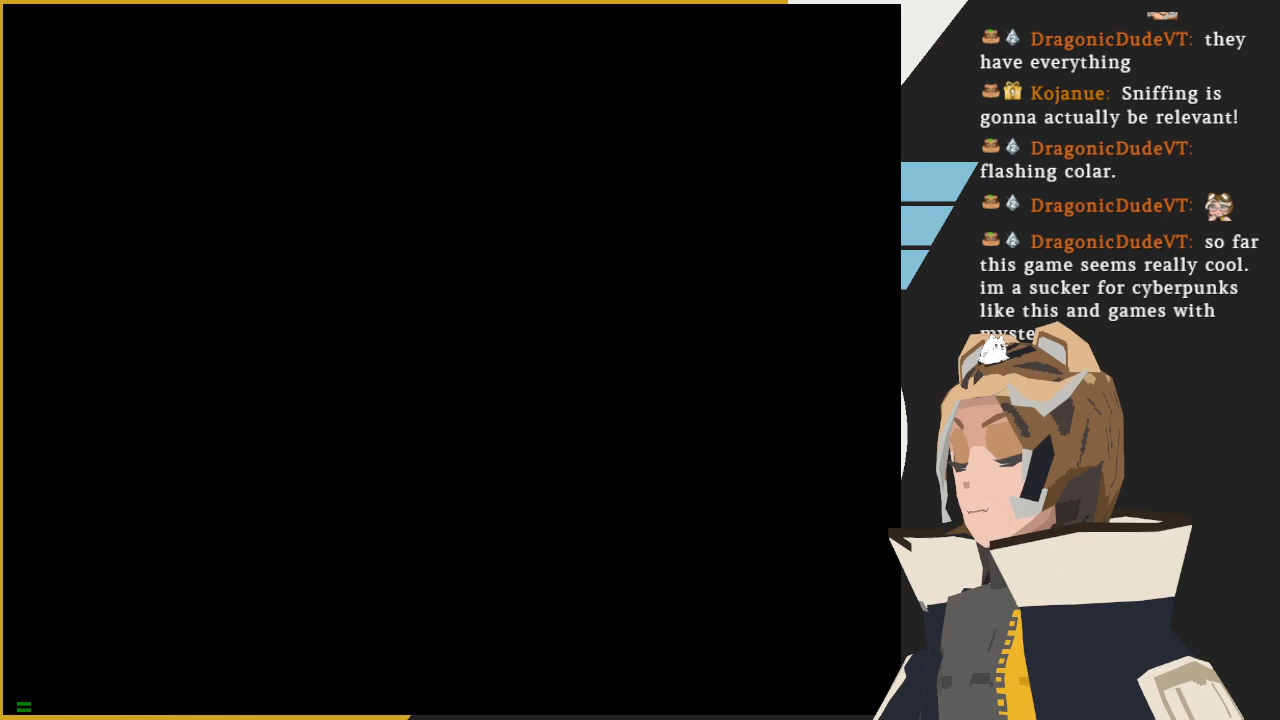 DragonicDudeVT: they
have everything
Kojanue: Sniffing is
gonna actually be relevant!
DragonicDudeVT:
flashing colar.
DragonicDudeVT:
DragonicDudeVT: so far
this game seems really cool.
im a sucker for cyberpunks
like this and games with